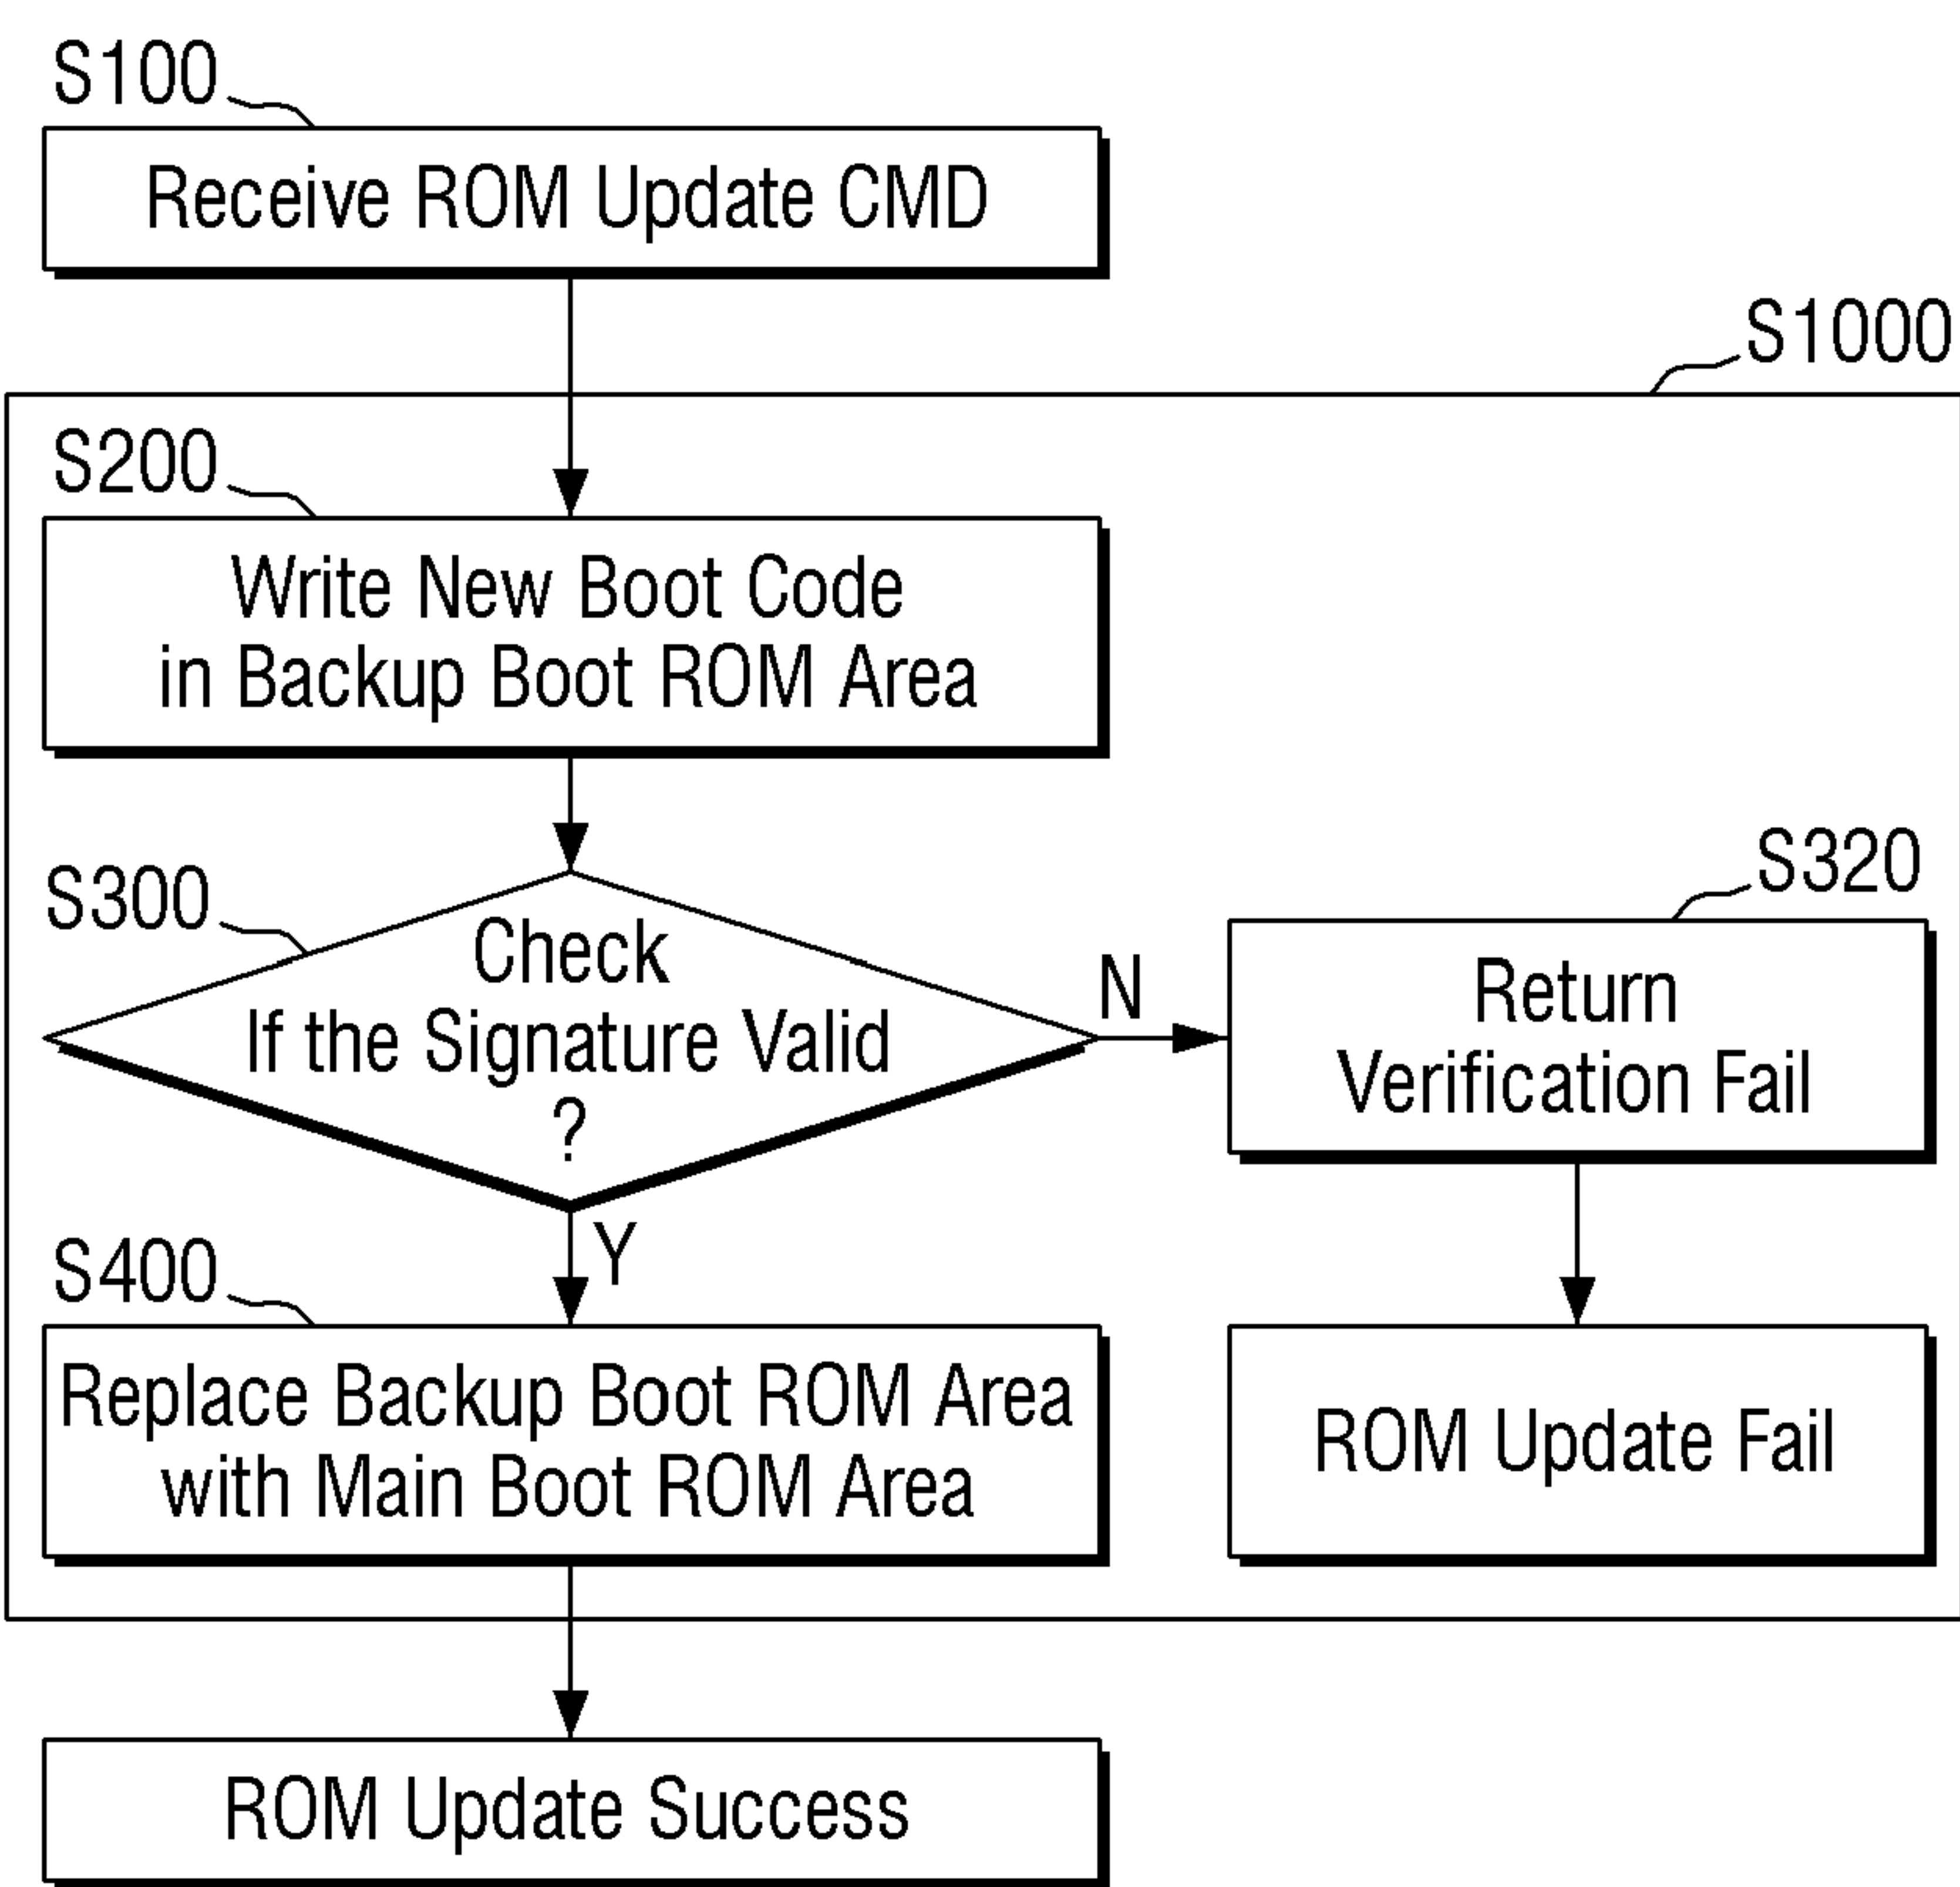 S100
Receive ROM Update CMD
S1000
S200
Write New Boot Code
in Backup Boot ROM Area
S300
Check
If the Signature Valid
?
N
S320
Return
Verification Fail
Y
S400
Replace Backup Boot ROM Area
with Main Boot ROM Area
ROM Update Fail
ROM Update Success